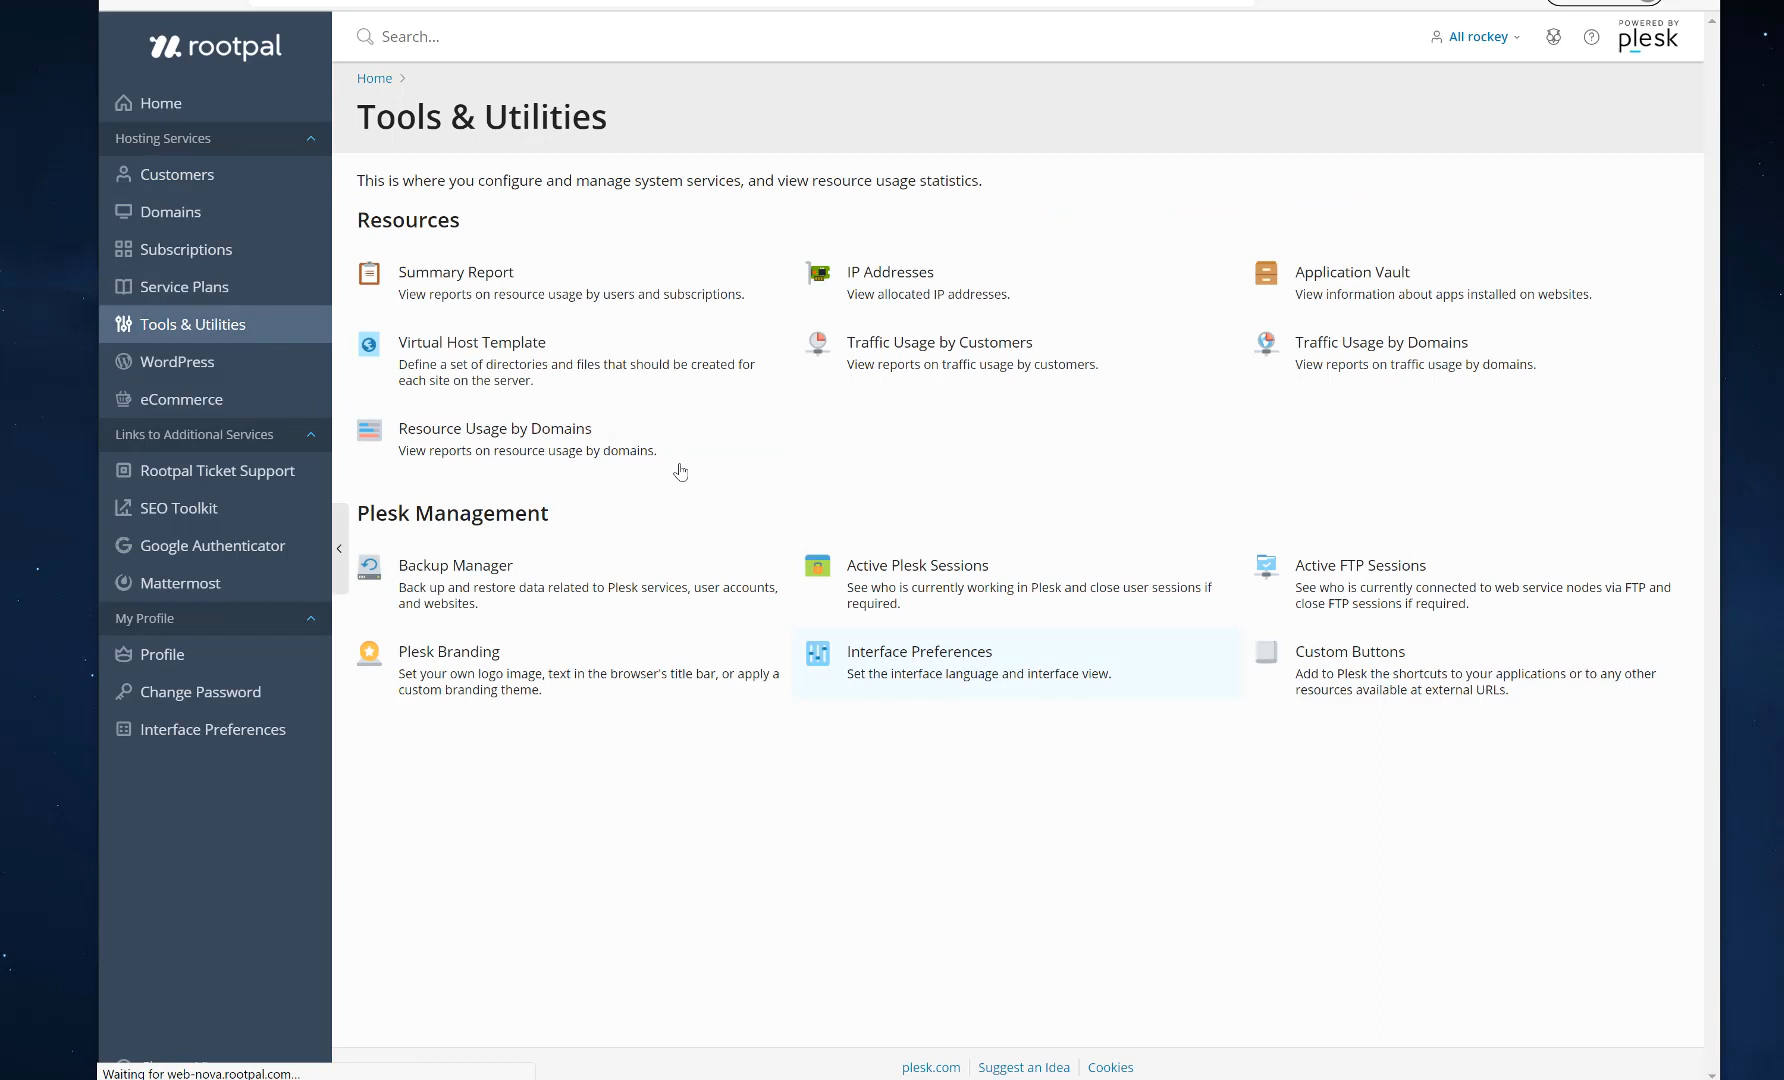 rootpal
Search...
All rockey
POWERED BY
plesk
Home
Home
Tools & Utilities
Hosting Services
Customers
Domains
Subscriptions
Service Plans
Tools & Utilities
WordPress
eCommerce
Links to Additional Services
Rootpal Ticket Support
SEO Toolkit
Google Authenticator
Mattermost
My Profile
Profile
Change Password
Interface Preferences
This is where you configure and manage system services, and view resource usage statistics.
Resources
Summary Report
View reports on resource usage by users and subscriptions.
IP Addresses
View allocated IP addresses.
Application Vault
View information about apps installed on websites.
Virtual Host Template
Define a set of directories and files that should be created for
each site on the server.
Traffic Usage by Customers
View reports on traffic usage by customers.
Traffic Usage by Domains
View reports on traffic usage by domains.
Resource Usage by Domains
View reports on resource usage by domains.
Plesk Management
Backup Manager
Back up and restore data related to Plesk services, user accounts,
and websites.
Active Plesk Sessions
See who is currently working in Plesk and close user sessions if
required.
Active FTP Sessions
See who is currently connected to web service nodes via FTP and
close FTP sessions if required.
Plesk Branding
Set your own logo image, text in the browser's title bar, or apply a
custom branding theme.
Interface Preferences
Set the interface language and interface view.
Custom Buttons
Add to Plesk the shortcuts to your applications or to any other
resources available at external URLs.
plesk.com
Suggest an Idea
Cookies
Waiting for web-nova.rootpal.com...